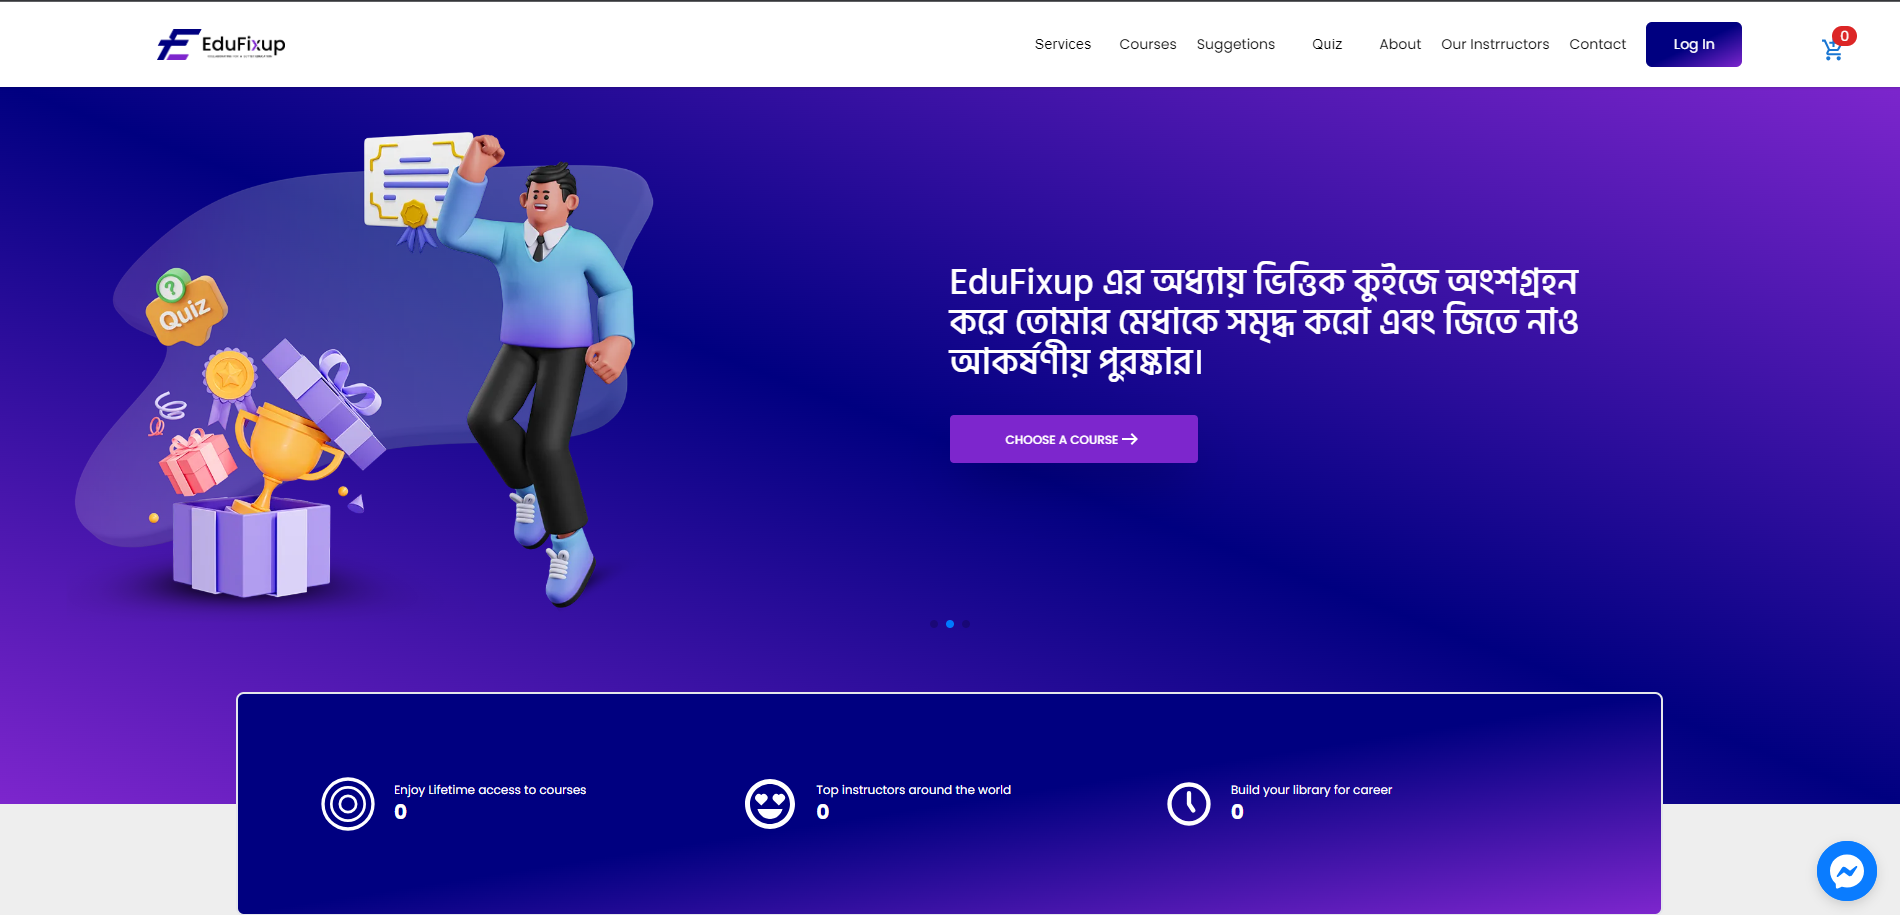 EduFixup
Services Courses Suggetions Quiz About Our Instrructors Contact Log In 0
Quiz
EduFixup এর অধ্যায় ভিত্তিক কুইজে অংশগ্রহন
করে তোমার মেধাকে সমৃদ্ধ করো এবং জিতে নাও
আকর্ষণীয় পুরষ্কার।
CHOOSE A COURSE
Enjoy Lifetime access to courses
0
Top instructors around the world
0
Build your library for career
0